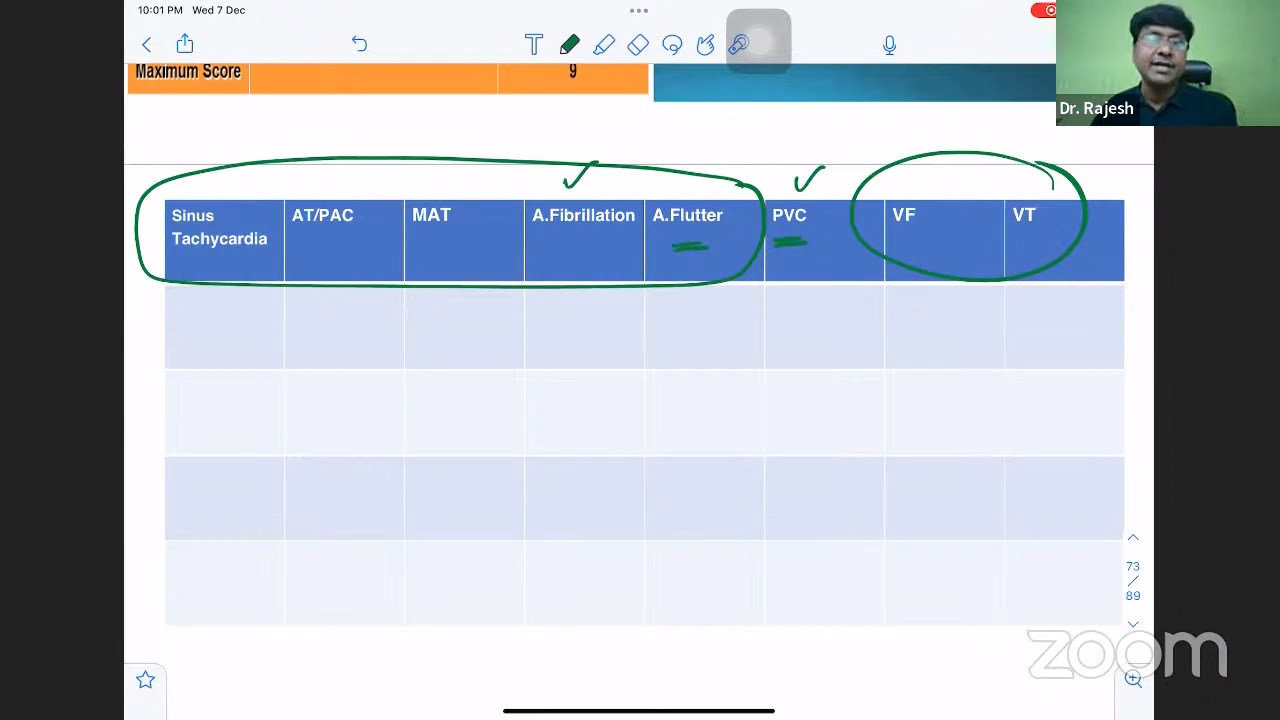 10:01 PM Wed 7 Dec
Maximum Score 9
Dr. Rajesh
Sinus Tachycardia
AT/PAC
MAT
A.Fibrillation
A.Flutter
PVC
VF
VT
73
/
89
zoom